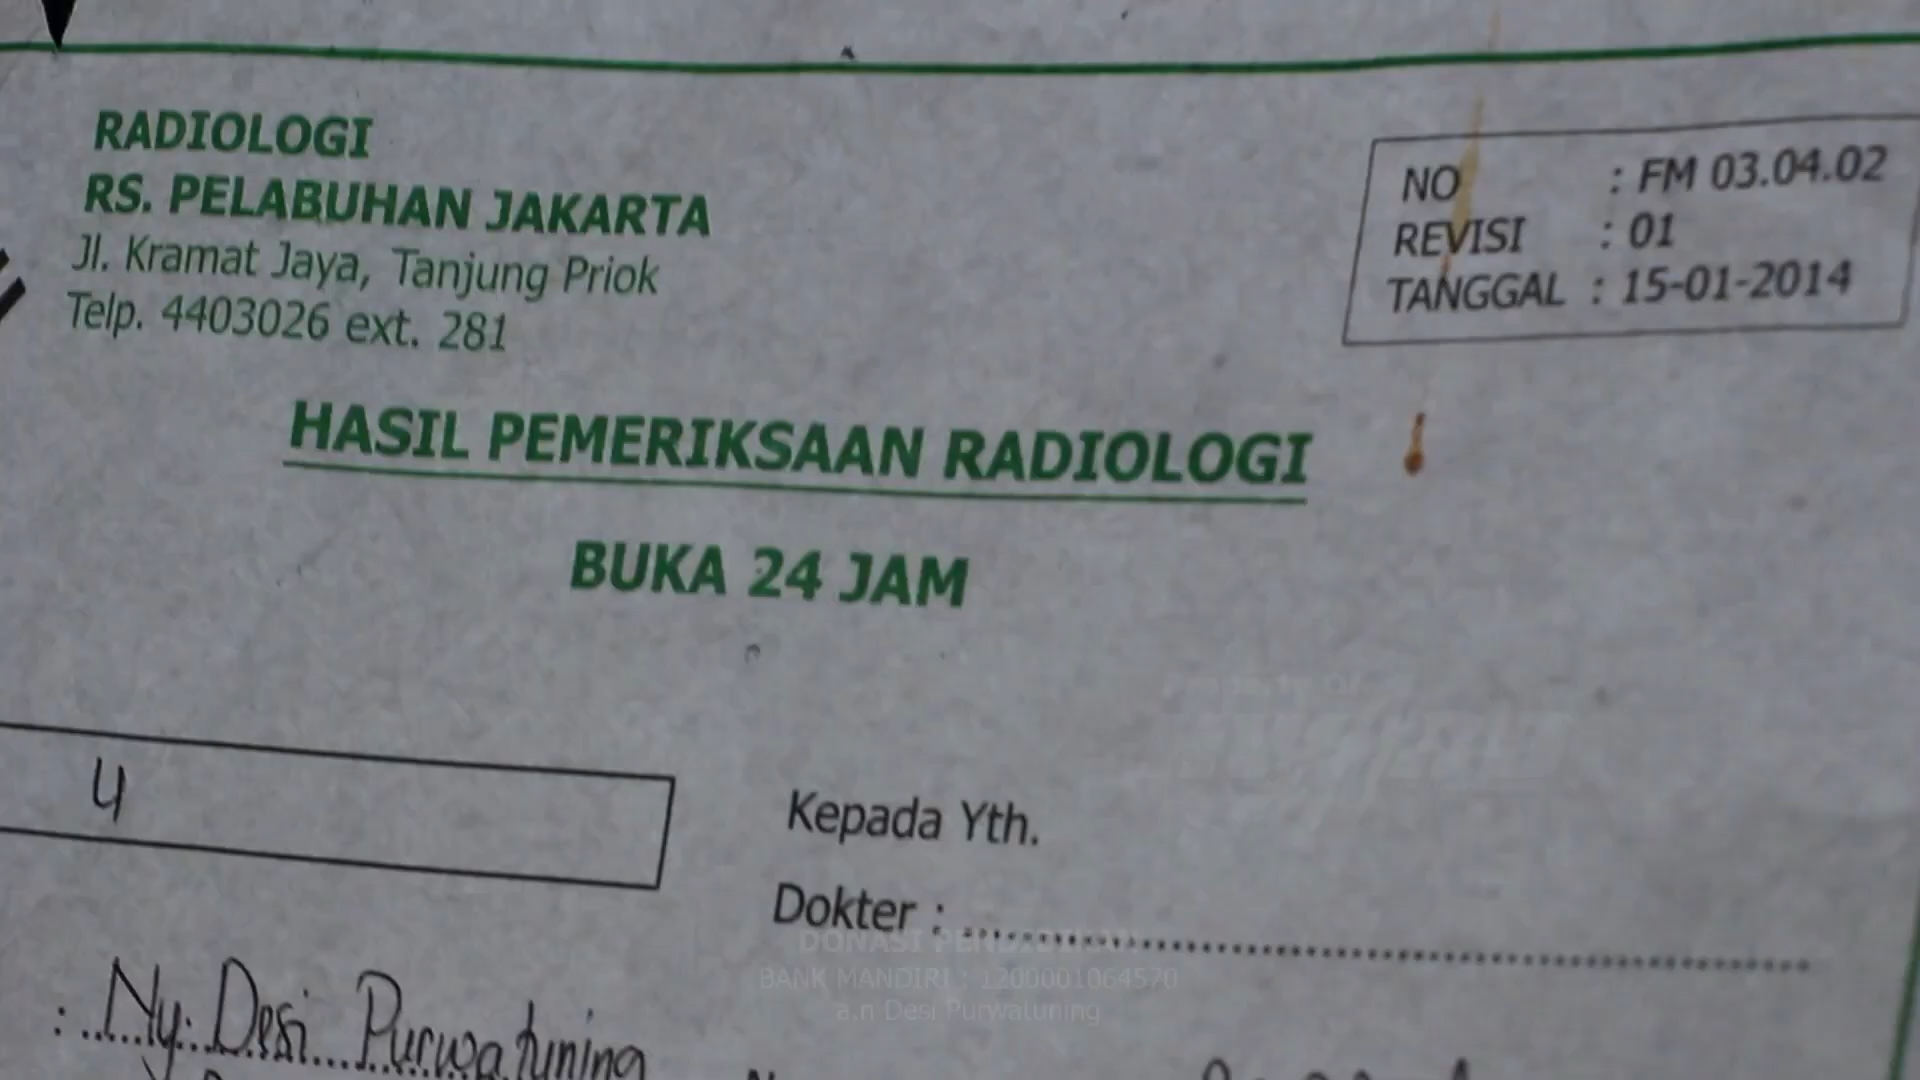 RADIOLOGI
RS. PELABUHAN JAKARTA
Jl. Kramat Jaya, Tanjung Priok
Telp. 4403026 ext. 281
NO : FM 03.04.02
REVISI : 01
TANGGAL : 15-01-2014
HASIL PEMERIKSAAN RADIOLOGI
BUKA 24 JAM
4
Kepada Yth.
Dokter :
DONASI
BANK MANDIRI : 1200001064570
a.n Desi Purwatuning
: Ny. Desi Purwatuning